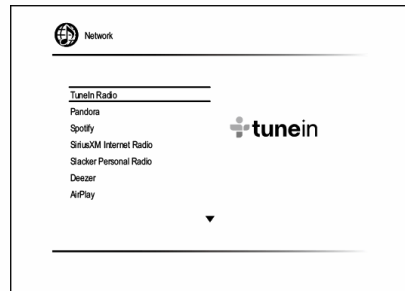 Network
TuneIn Radio
Pandora
Spotify
SiriusXM Internet Radio
Slacker Personal Radio
Deezer
AirPlay
tunein